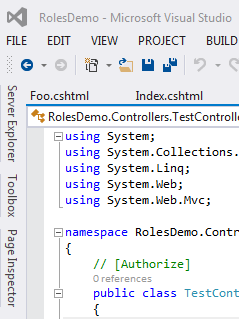 RolesDemo - Microsoft Visual Studio
FILE EDIT VIEW PROJECT BUILD
Foo.cshtml Index.cshtml
RolesDemo.Controllers.TestControlle
using System;
using System.Collections.
using System.Linq;
using System.Web;
using System.Web.Mvc;
namespace RolesDemo.Contr
{
// [Authorize]
0 references
public class TestCont
{
Server Explorer
Toolbox
Page Inspector